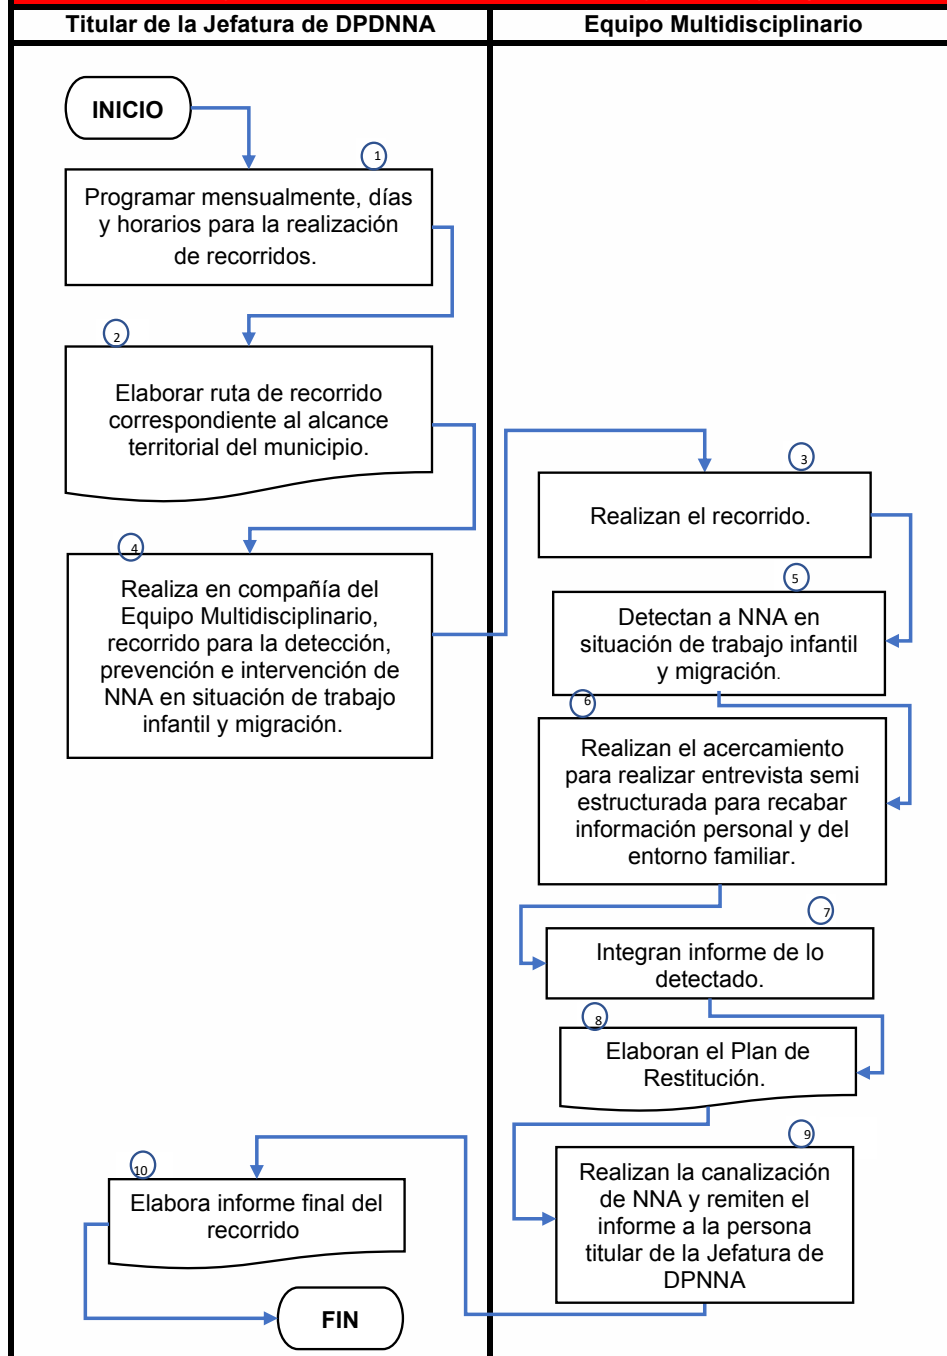 Titular de la Jefatura de DPDNNA
Equipo Multidisciplinario
INICIO
1
Programar mensualmente, días
y horarios para la realización
de recorridos.
2
Elaborar ruta de recorrido
correspondiente al alcance
territorial del municipio.
3
Realizan el recorrido.
4
Realiza en compañía del
Equipo Multidisciplinario,
recorrido para la detección,
prevención e intervención de
NNA en situación de trabajo
infantil y migración.
5
Detectan a NNA en
situación de trabajo infantil
y migración.
6
Realizan el acercamiento
para realizar entrevista semi
estructurada para recabar
información personal y del
entorno familiar.
7
Integran informe de lo
detectado.
8
Elaboran el Plan de
Restitución.
9
Realizan la canalización
de NNA y remiten el
informe a la persona
titular de la Jefatura de
DPNNA
10
Elabora informe final del
recorrido
FIN